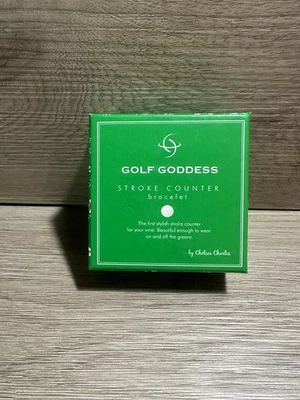 GOLF GODDESS
STROKE COUNTER
bracelet
The first stylish stroke counter
for your wrist. Beautiful enough to wear
on and off the greens.
by Chelsea Charles